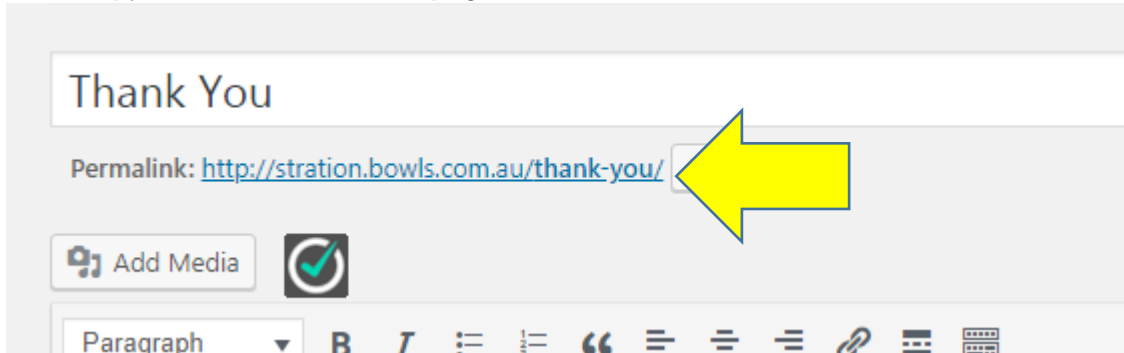 Thank You
Permalink: http://stration.bowls.com.au/thank-you/
Add Media
Paragraph
B I